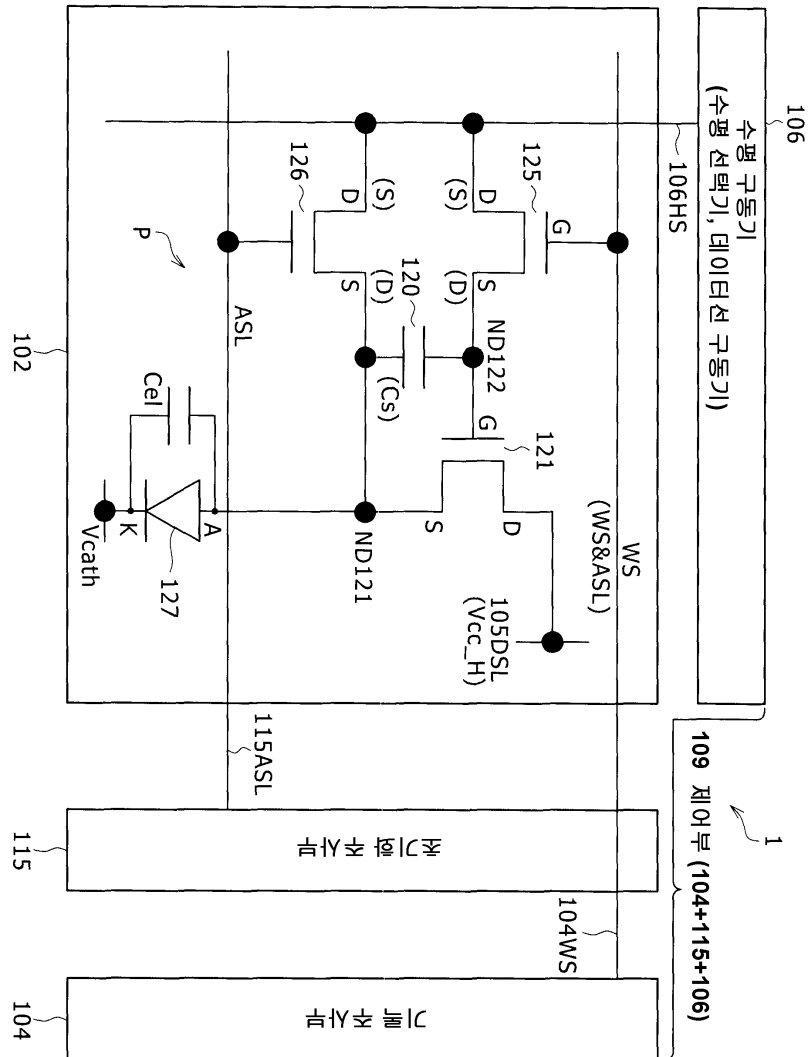 1
106
수평 구동기
(수평 선택기, 데이터선 구동기)
109 제어부 (104+115+106)
106HS
125
G
WS
(WS&ASL)
104WS
D
(S)
S
(D)
ND122
G
121
D
S
105DSL
(Vcc_H)
120
(Cs)
126
D
(S)
S
(D)
ND121
P
ASL
115ASL
Cel
A
K
127
Vcath
102
초기화 주사부
115
기록 주사부
104